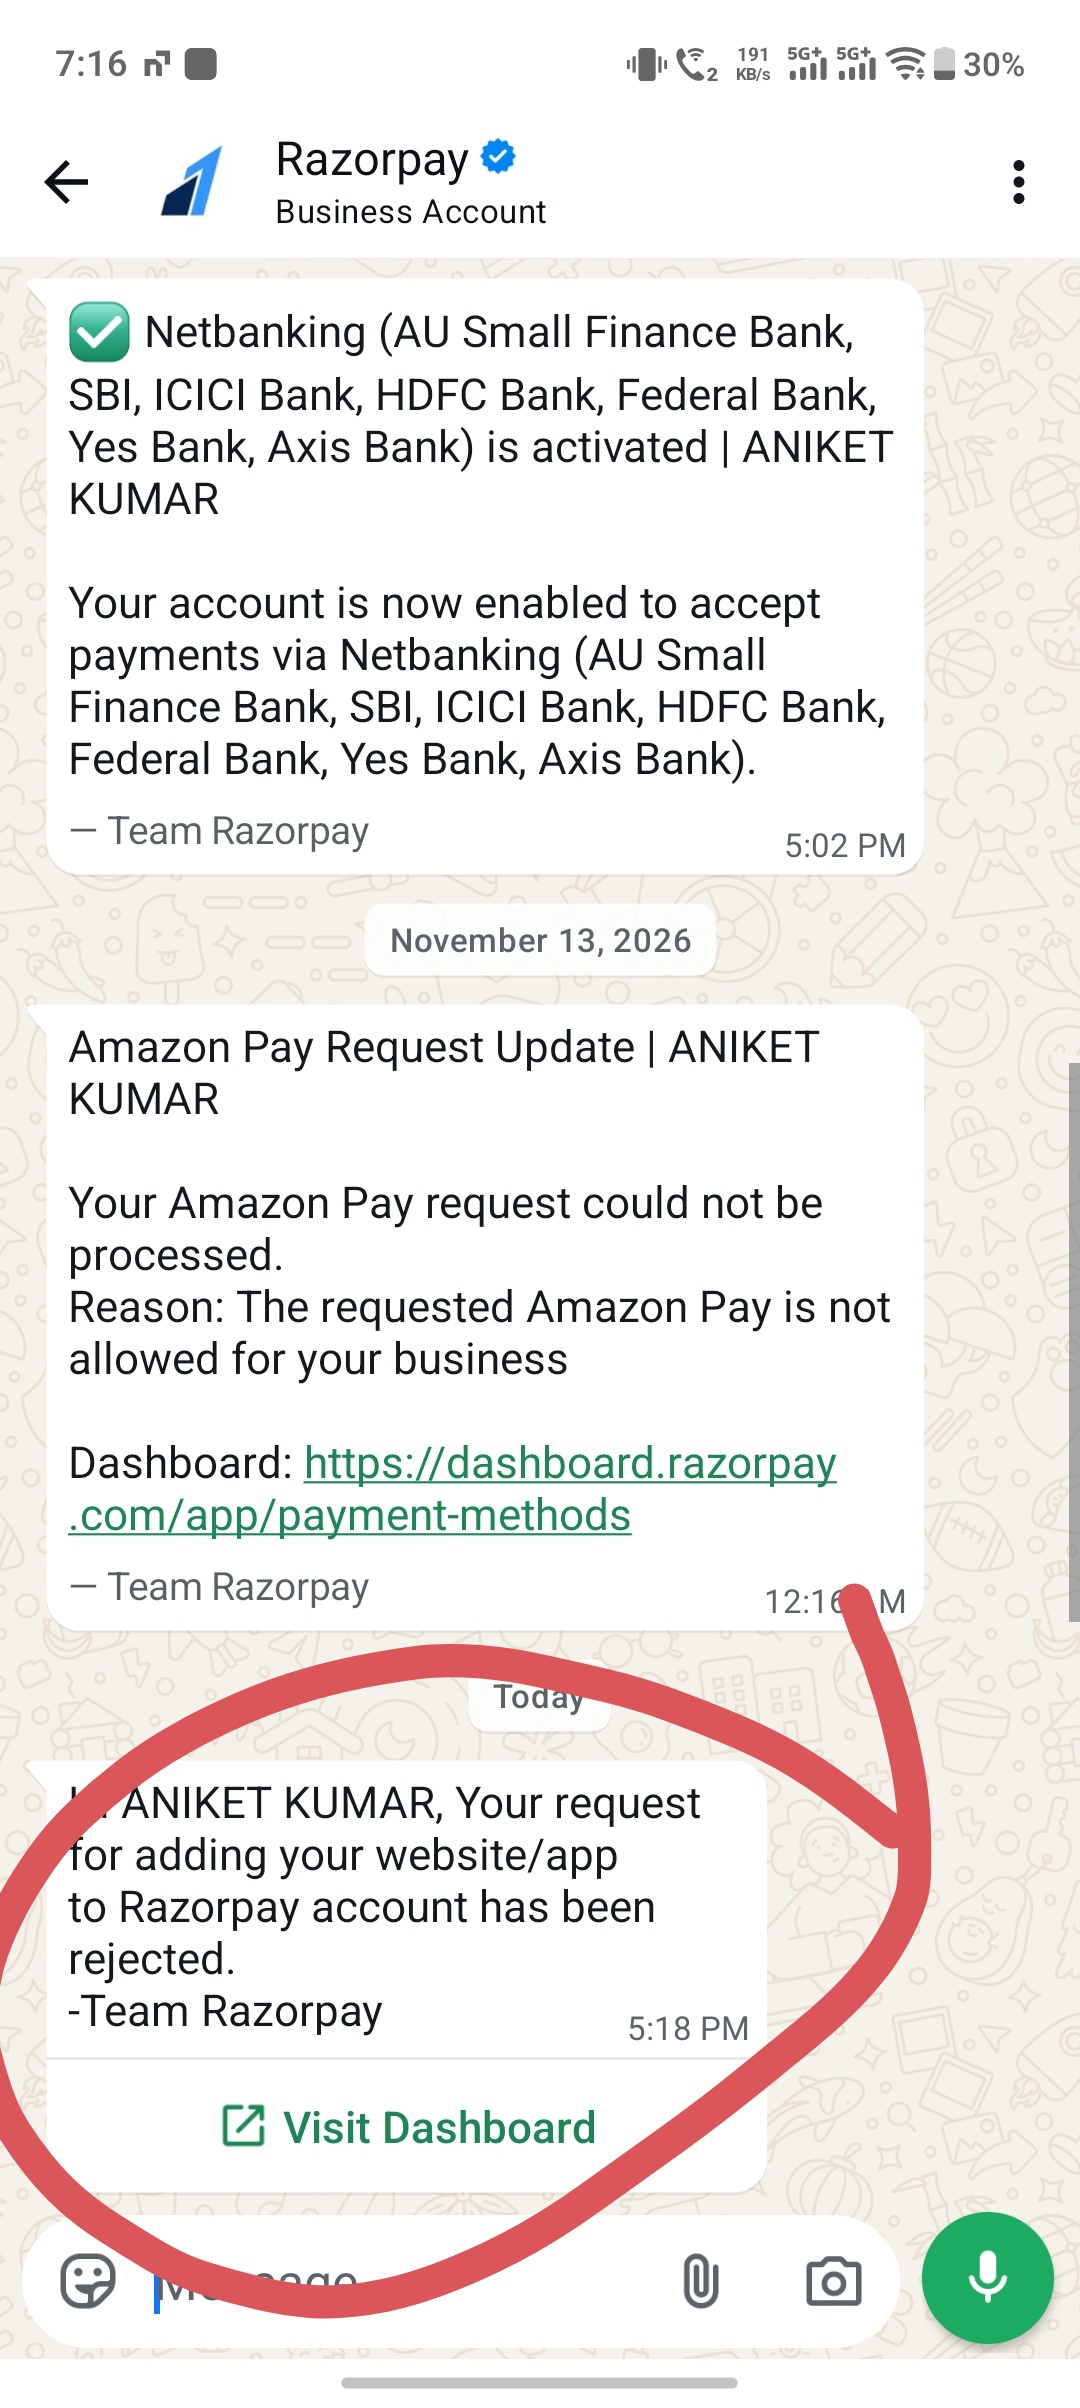 7:16
2
191
KB/s
5G+
5G+
30%
Razorpay
Business Account
✅ Netbanking (AU Small Finance Bank,
SBI, ICICI Bank, HDFC Bank, Federal Bank,
Yes Bank, Axis Bank) is activated | ANIKET
KUMAR
Your account is now enabled to accept
payments via Netbanking (AU Small
Finance Bank, SBI, ICICI Bank, HDFC Bank,
Federal Bank, Yes Bank, Axis Bank).
— Team Razorpay
5:02 PM
November 13, 2026
Amazon Pay Request Update | ANIKET
KUMAR
Your Amazon Pay request could not be
processed.
Reason: The requested Amazon Pay is not
allowed for your business
Dashboard: https://dashboard.razorpay
.com/app/payment-methods
— Team Razorpay
12:16
Today
ANIKET KUMAR, Your request
for adding your website/app
to Razorpay account has been
rejected.
-Team Razorpay
5:18 PM
Visit Dashboard